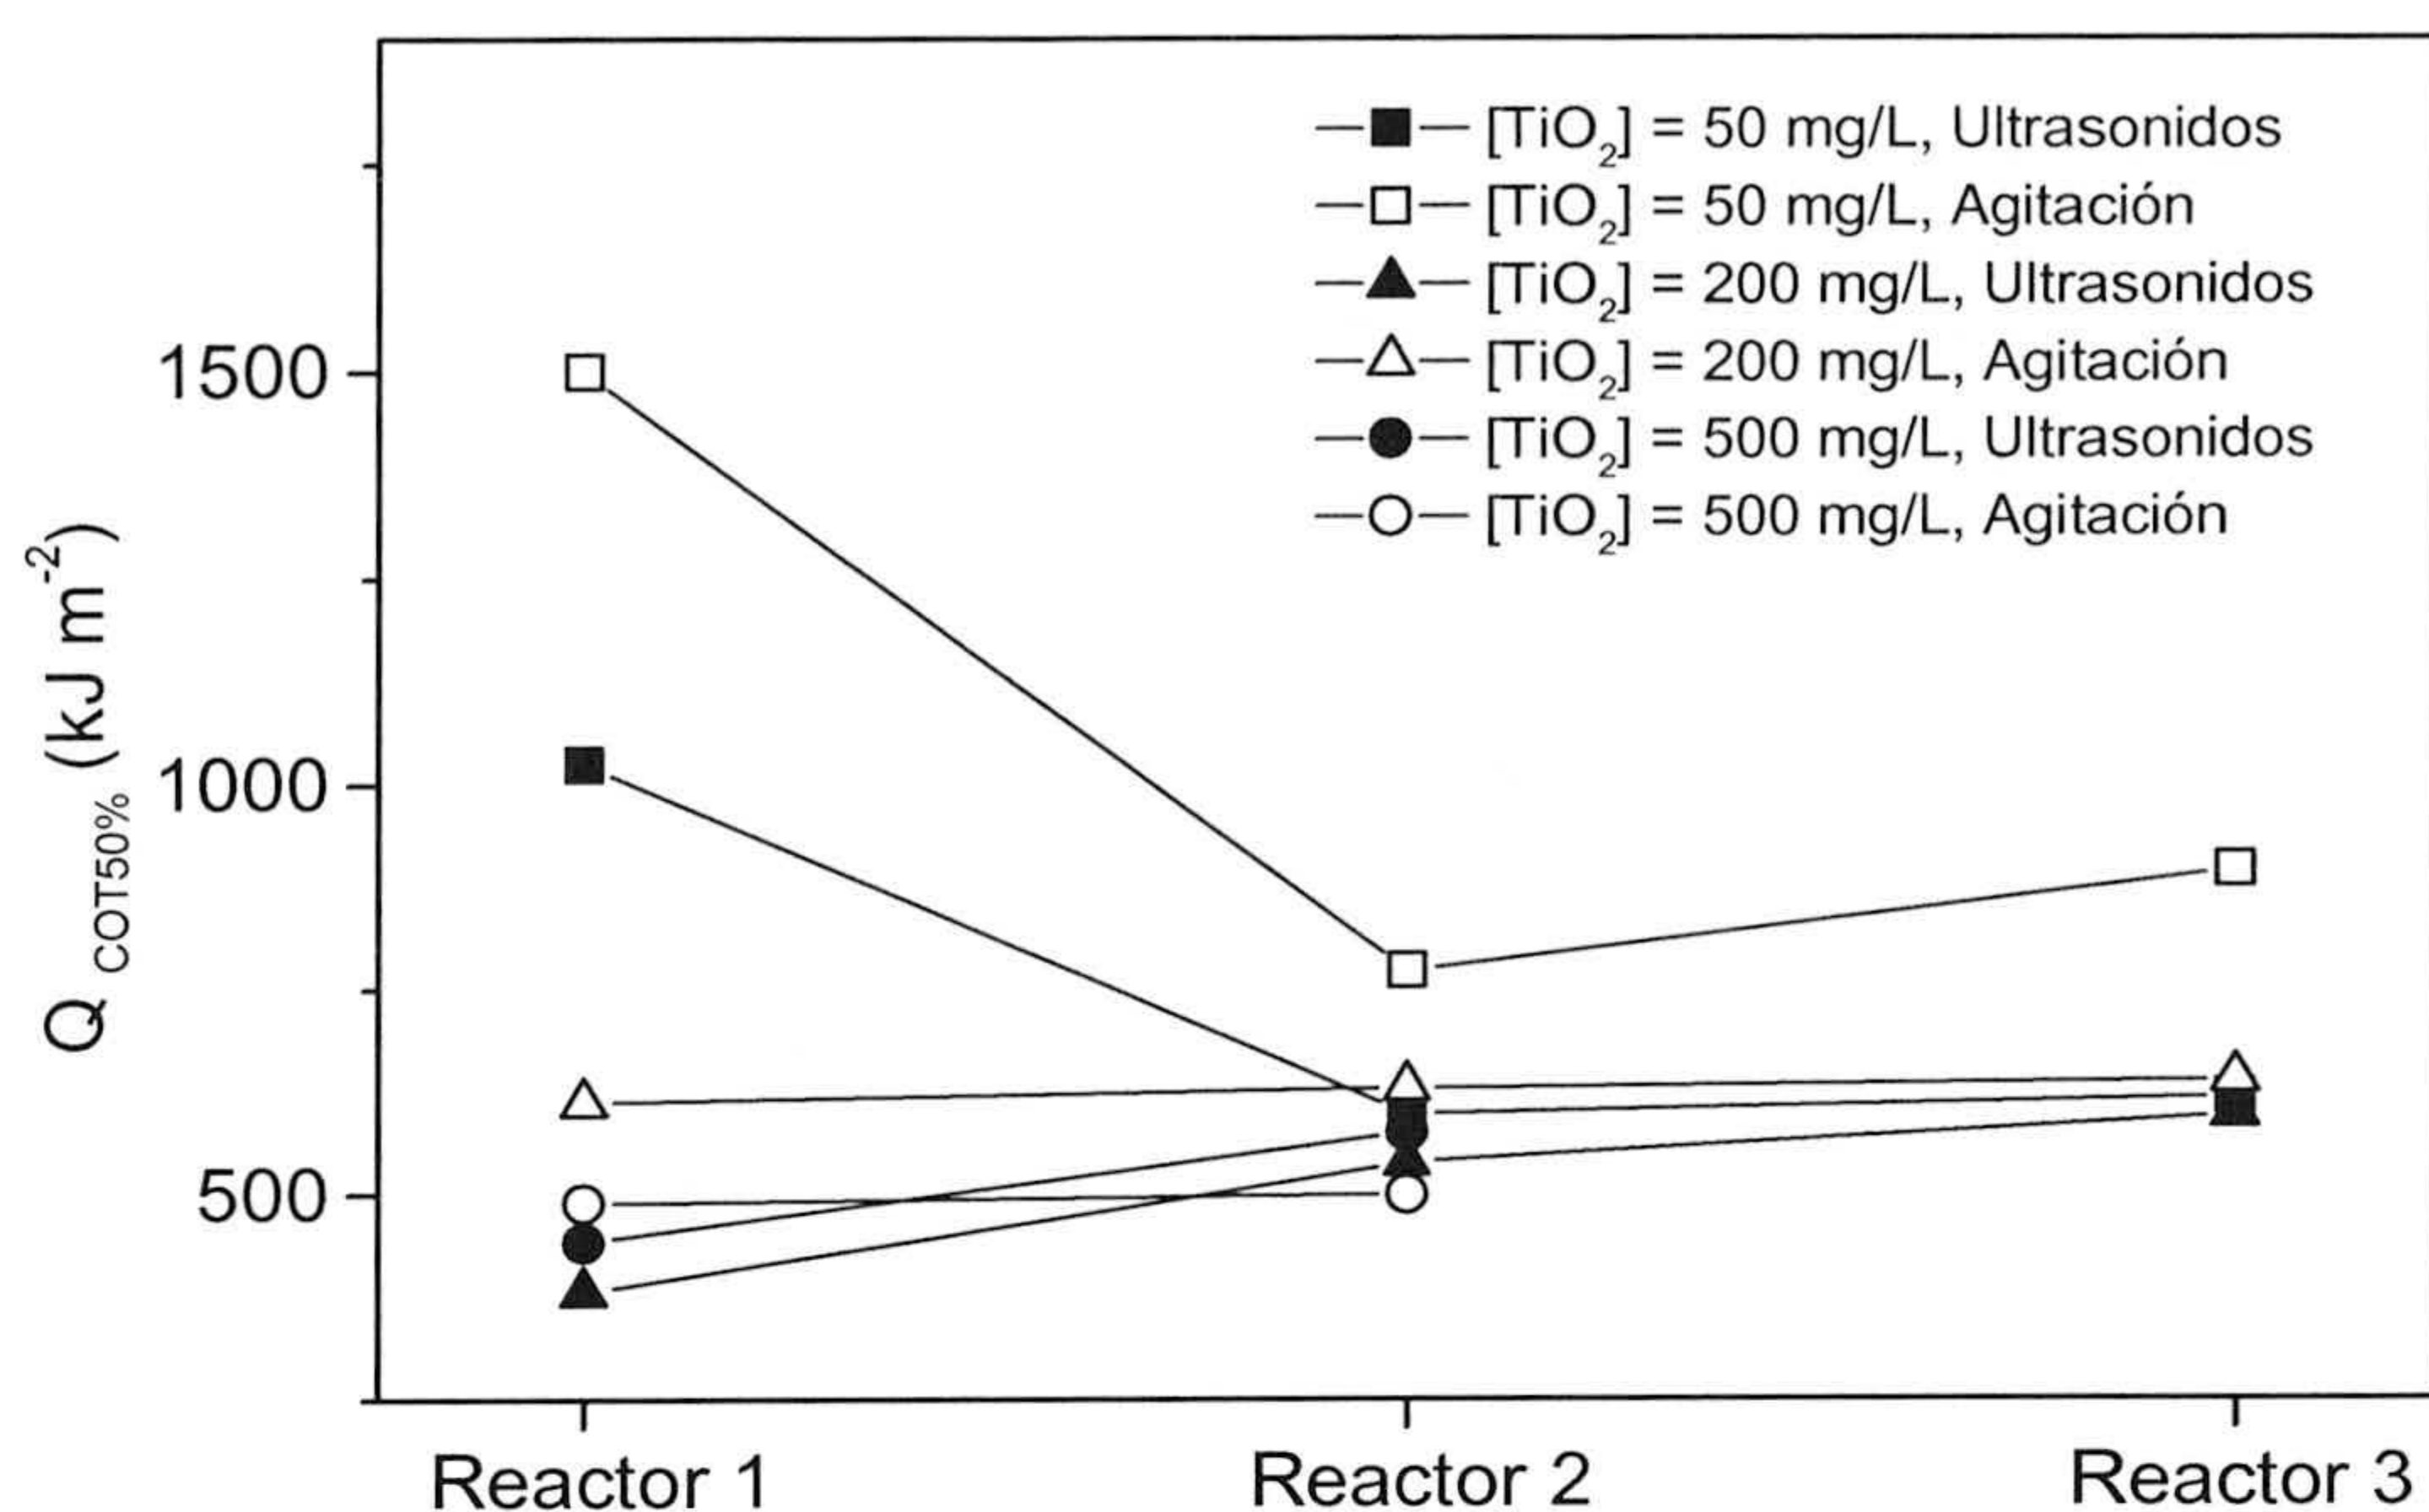 [TiO2] = 50 mg/L, Ultrasonidos
[TiO2] = 50 mg/L, Agitación
[TiO2] = 200 mg/L, Ultrasonidos
[TiO2] = 200 mg/L, Agitación
[TiO2] = 500 mg/L, Ultrasonidos
[TiO2] = 500 mg/L, Agitación
Q COT50% (kJ m-2)
1500
1000
500
Reactor 1
Reactor 2
Reactor 3